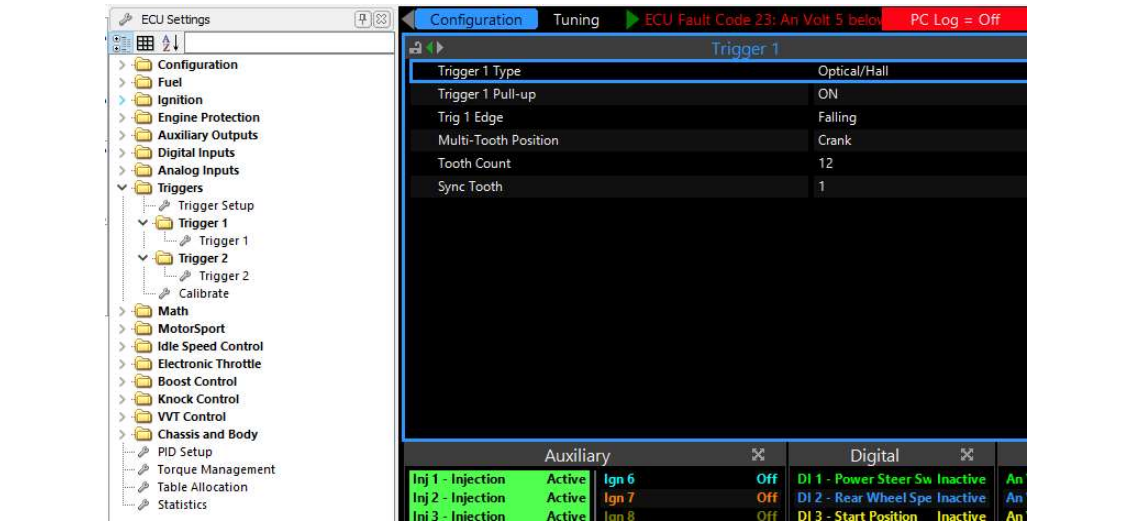 ECU Settings
Configuration
Fuel
Ignition
Engine Protection
Auxiliary Outputs
Digital Inputs
Analog Inputs
Triggers
Trigger Setup
Trigger 1
Trigger 1
Trigger 2
Trigger 2
Calibrate
Math
MotorSport
Idle Speed Control
Electronic Throttle
Boost Control
Knock Control
VVT Control
Chassis and Body
PID Setup
Torque Management
Table Allocation
Statistics
Configuration Tuning ECU Fault Code 23: An Volt 5 below PC Log = Off
Trigger 1
Trigger 1 Type Optical/Hall
Trigger 1 Pull-up ON
Trig 1 Edge Falling
Multi-Tooth Position Crank
Tooth Count 12
Sync Tooth 1
Auxiliary Digital
Inj 1 - Injection Active Ign 6 Off DI 1 - Power Steer Sw Inactive An
Inj 2 - Injection Active Ign 7 Off DI 2 - Rear Wheel Spe Inactive An
Inj 3 - Injection Active Ign 8 Off DI 3 - Start Position Inactive An